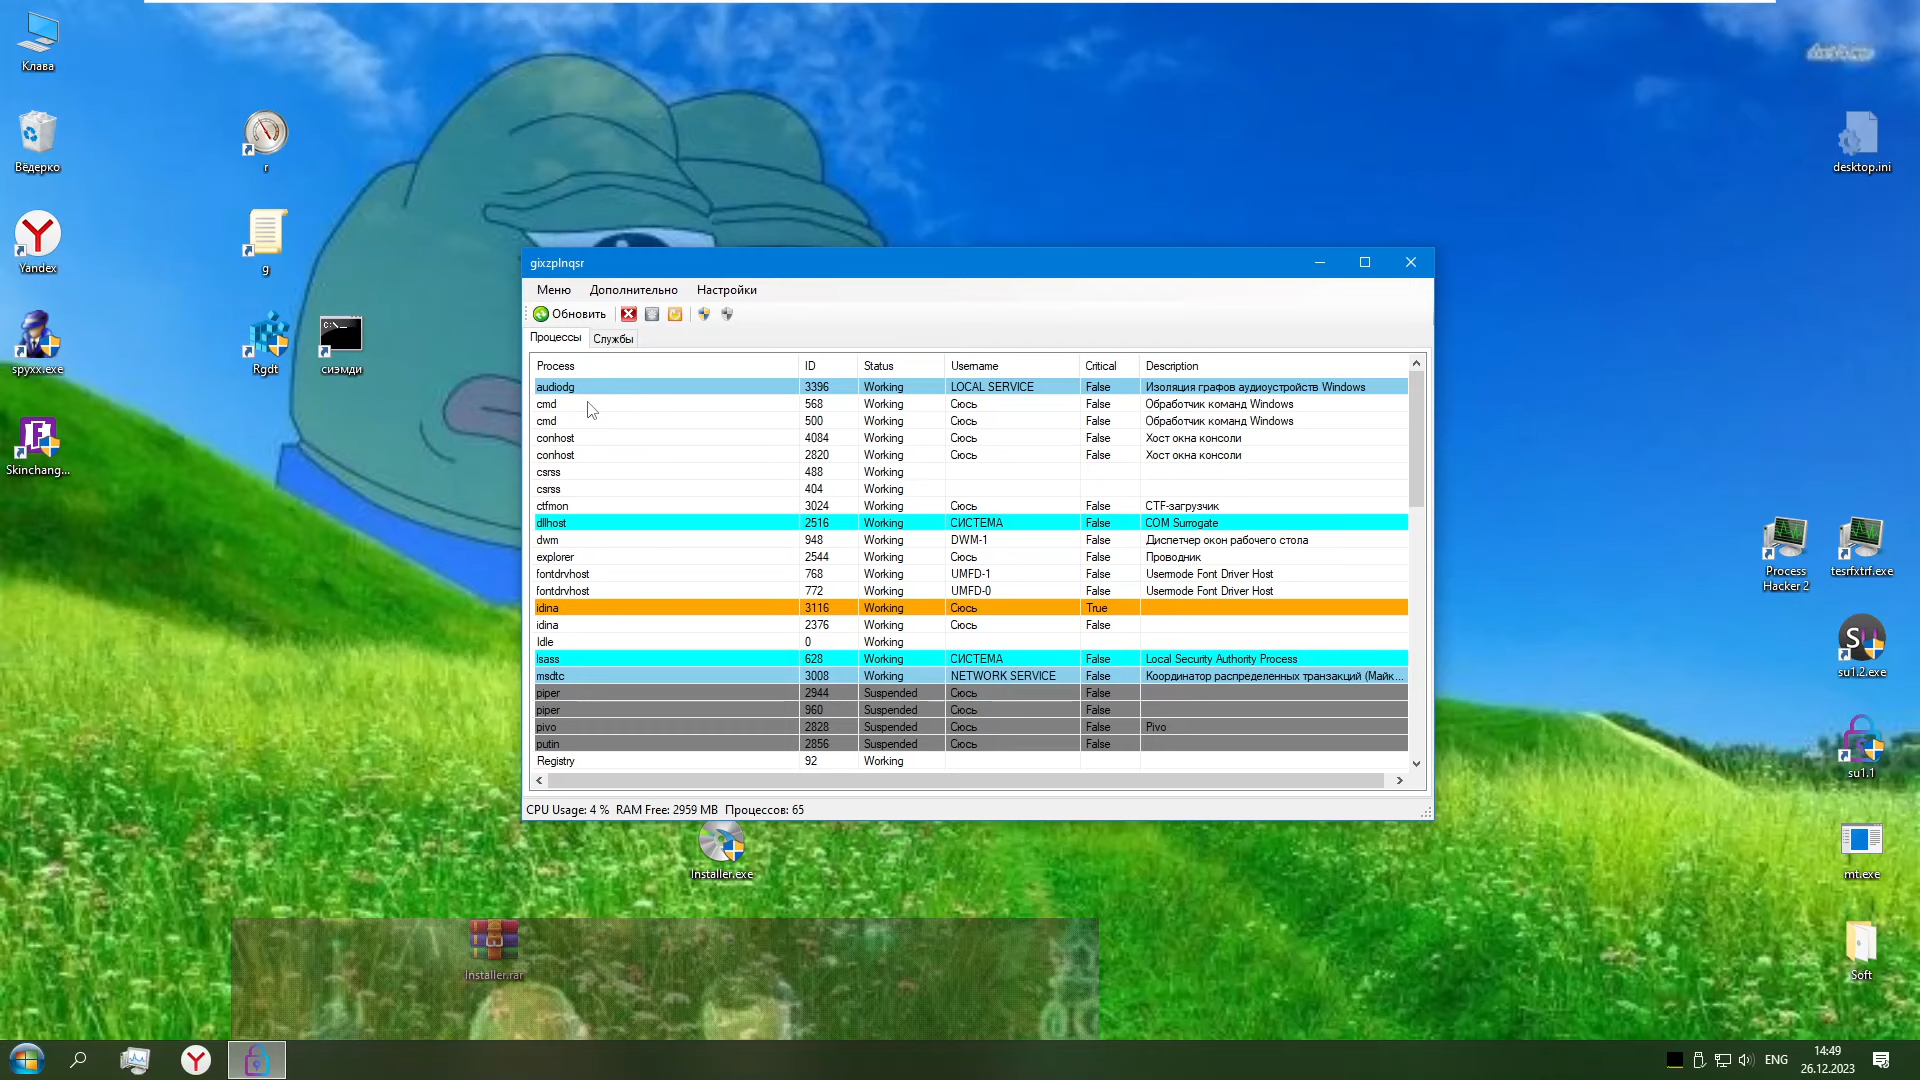 Клава
Вёдерко
r
Yandex
g
spyxx.exe
Rgdt
сиэмди
Skinchang...
desktop.ini
gixzplnqsr
Меню Дополнительно Настройки
Обновить
Процессы Службы
Process ID Status Username Critical Description
audiodg 3396 Working LOCAL SERVICE False Изоляция графов аудиоустройств Windows
cmd 568 Working Сюсь False Обработчик команд Windows
cmd 500 Working Сюсь False Обработчик команд Windows
conhost 4084 Working Сюсь False Хост окна консоли
conhost 2820 Working Сюсь False Хост окна консоли
csrss 488 Working
csrss 404 Working
ctfmon 3024 Working Сюсь False CTF-загрузчик
dllhost 2516 Working СИСТЕМА False COM Surrogate
dwm 948 Working DWM-1 False Диспетчер окон рабочего стола
explorer 2544 Working Сюсь False Проводник
fontdrvhost 768 Working UMFD-1 False Usermode Font Driver Host
fontdrvhost 772 Working UMFD-0 False Usermode Font Driver Host
idina 3116 Working Сюсь True
idina 2376 Working Сюсь False
Idle 0 Working
lsass 628 Working СИСТЕМА False Local Security Authority Process
msdtc 3008 Working NETWORK SERVICE False Координатор распределенных транзакций (Майк...
piper 2944 Suspended Сюсь False
piper 960 Suspended Сюсь False
pivo 2828 Suspended Сюсь False Pivo
putin 2856 Suspended Сюсь False
Registry 92 Working
CPU Usage: 4 % RAM Free: 2959 MB Процессов: 65
Process
Hacker 2
tesrfxtrf.exe
su1.2.exe
su1.1
mt.exe
Soft
Installer.exe
Installer.rar
ENG
14:49
26.12.2023